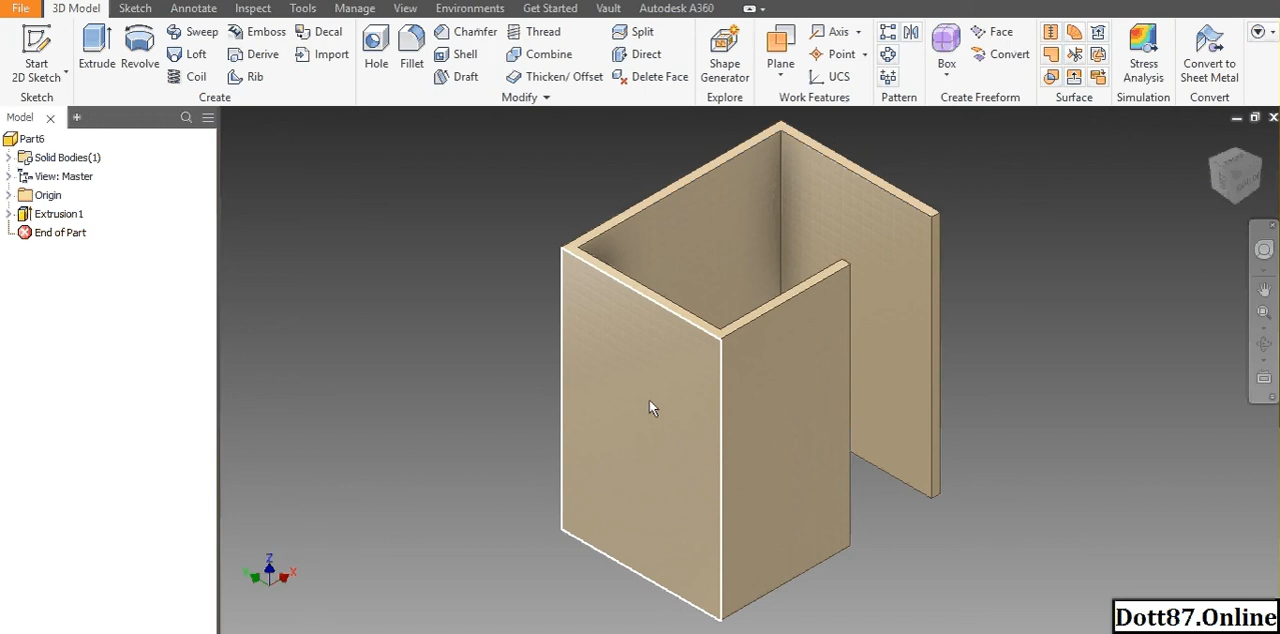 File 3D Model Sketch Annotate Inspect Tools Manage View Environments Get Started Vault Autodesk A360
Start
2D Sketch
Extrude
Revolve
Sweep
Loft
Coil
Emboss
Derive
Rib
Decal
Import
Hole
Fillet
Chamfer
Shell
Draft
Thread
Combine
Thicken/ Offset
Split
Direct
Delete Face
Shape
Generator
Plane
Axis
Point
UCS
Box
Face
Convert
Stress
Analysis
Convert to
Sheet Metal
Sketch Create Modify Explore Work Features Pattern Create Freeform Surface Simulation Convert
Model
Part6
Solid Bodies(1)
View: Master
Origin
Extrusion1
End of Part
Z
X
Dott87.Online